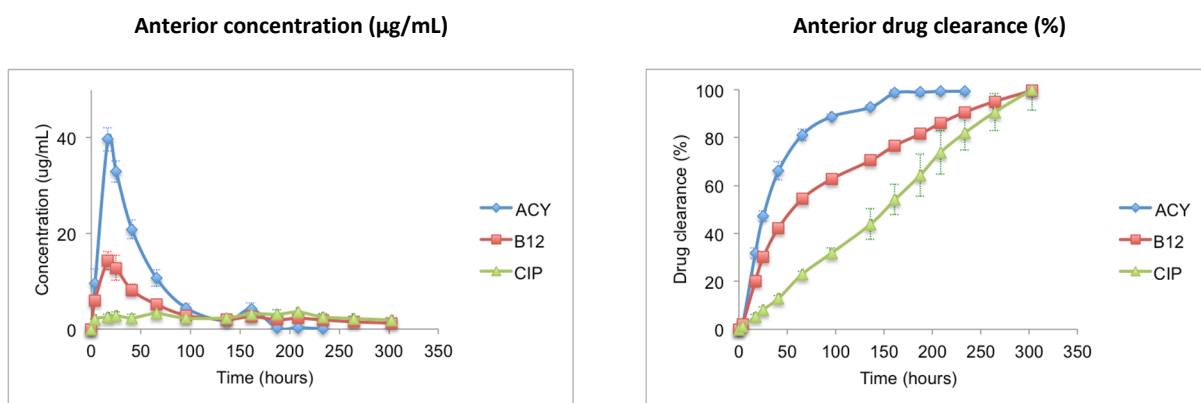 Anterior concentration (µg/mL)
Anterior drug clearance (%)
Concentration (ug/mL)
40
20
0
0 50 100 150 200 250 300 350
Time (hours)
ACY
B12
CIP
Drug clearance (%)
100
80
60
40
20
0
0 50 100 150 200 250 300 350
Time (hours)
ACY
B12
CIP